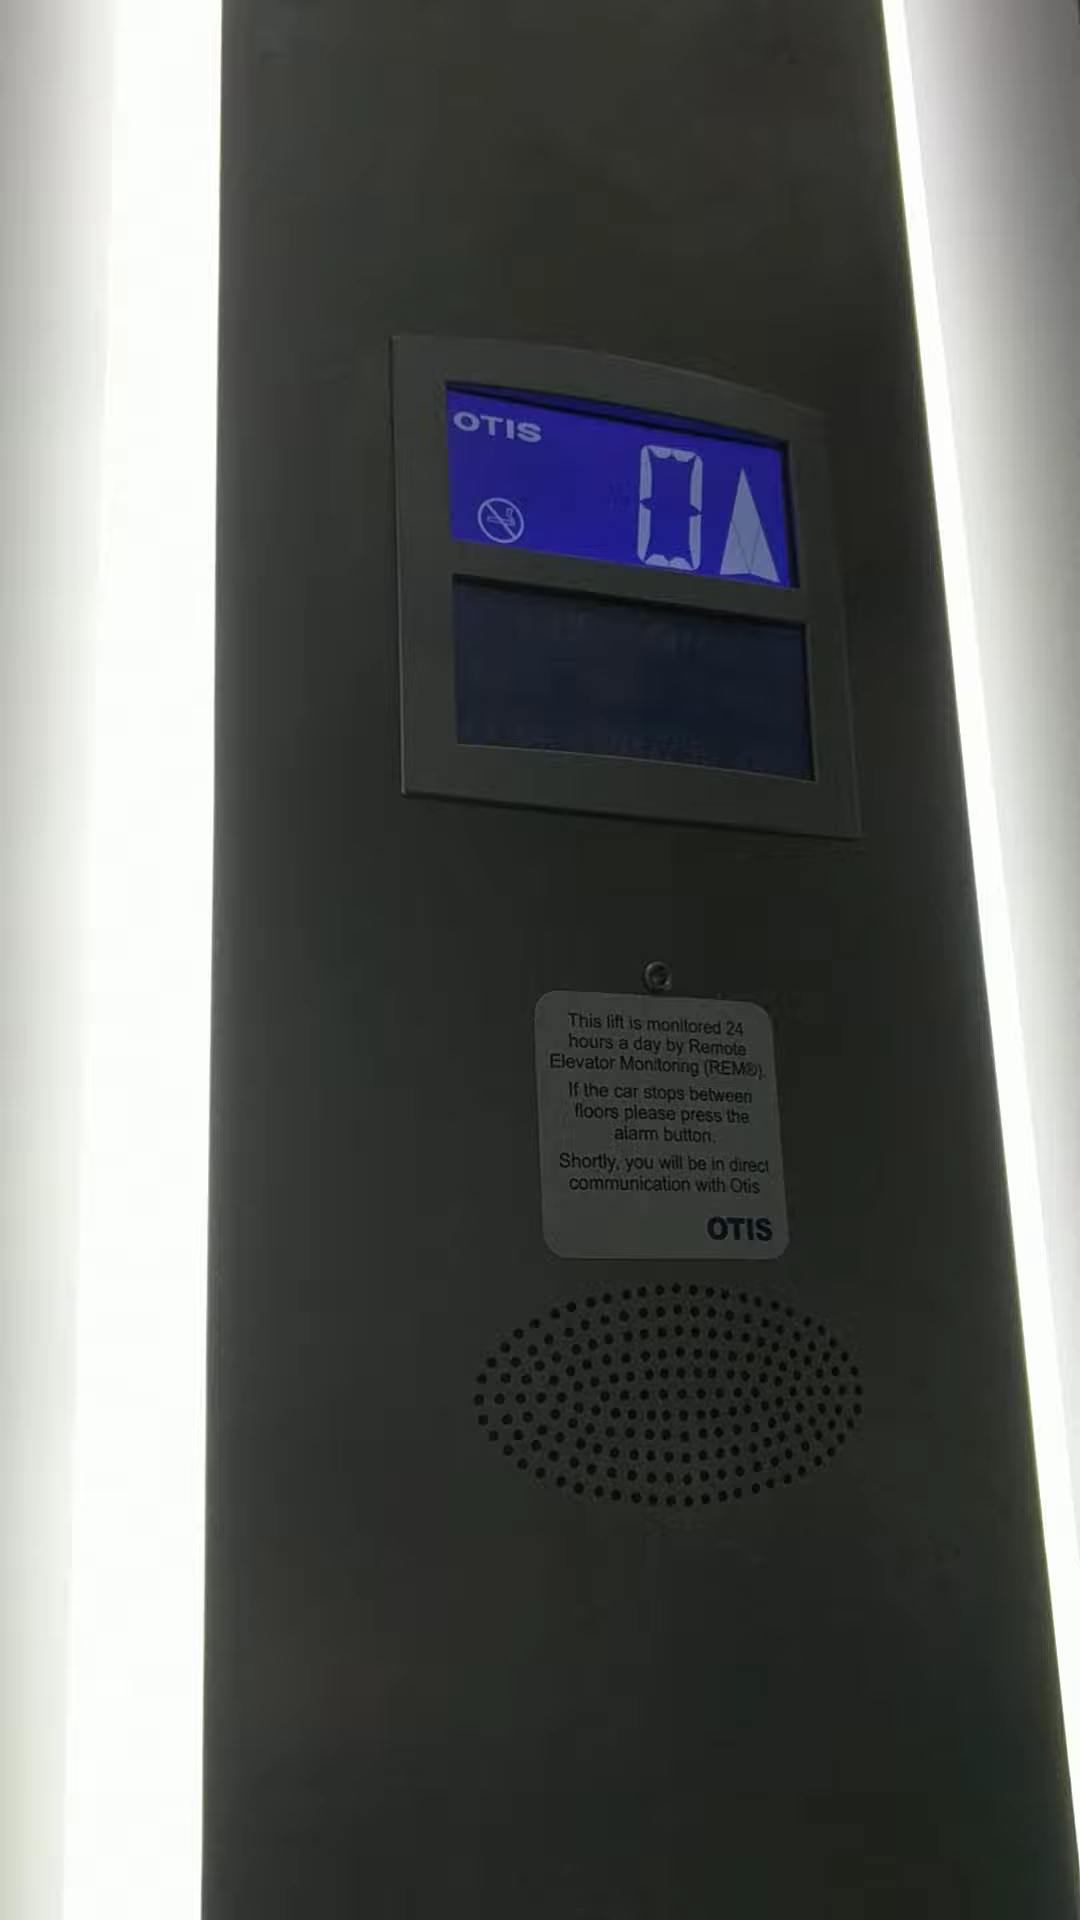 OTIS
0
This lift is monitored 24
hours a day by Remote
Elevator Monitoring (REM®).
If the car stops between
floors please press the
alarm button.
Shortly, you will be in direct
communication with Otis
OTIS